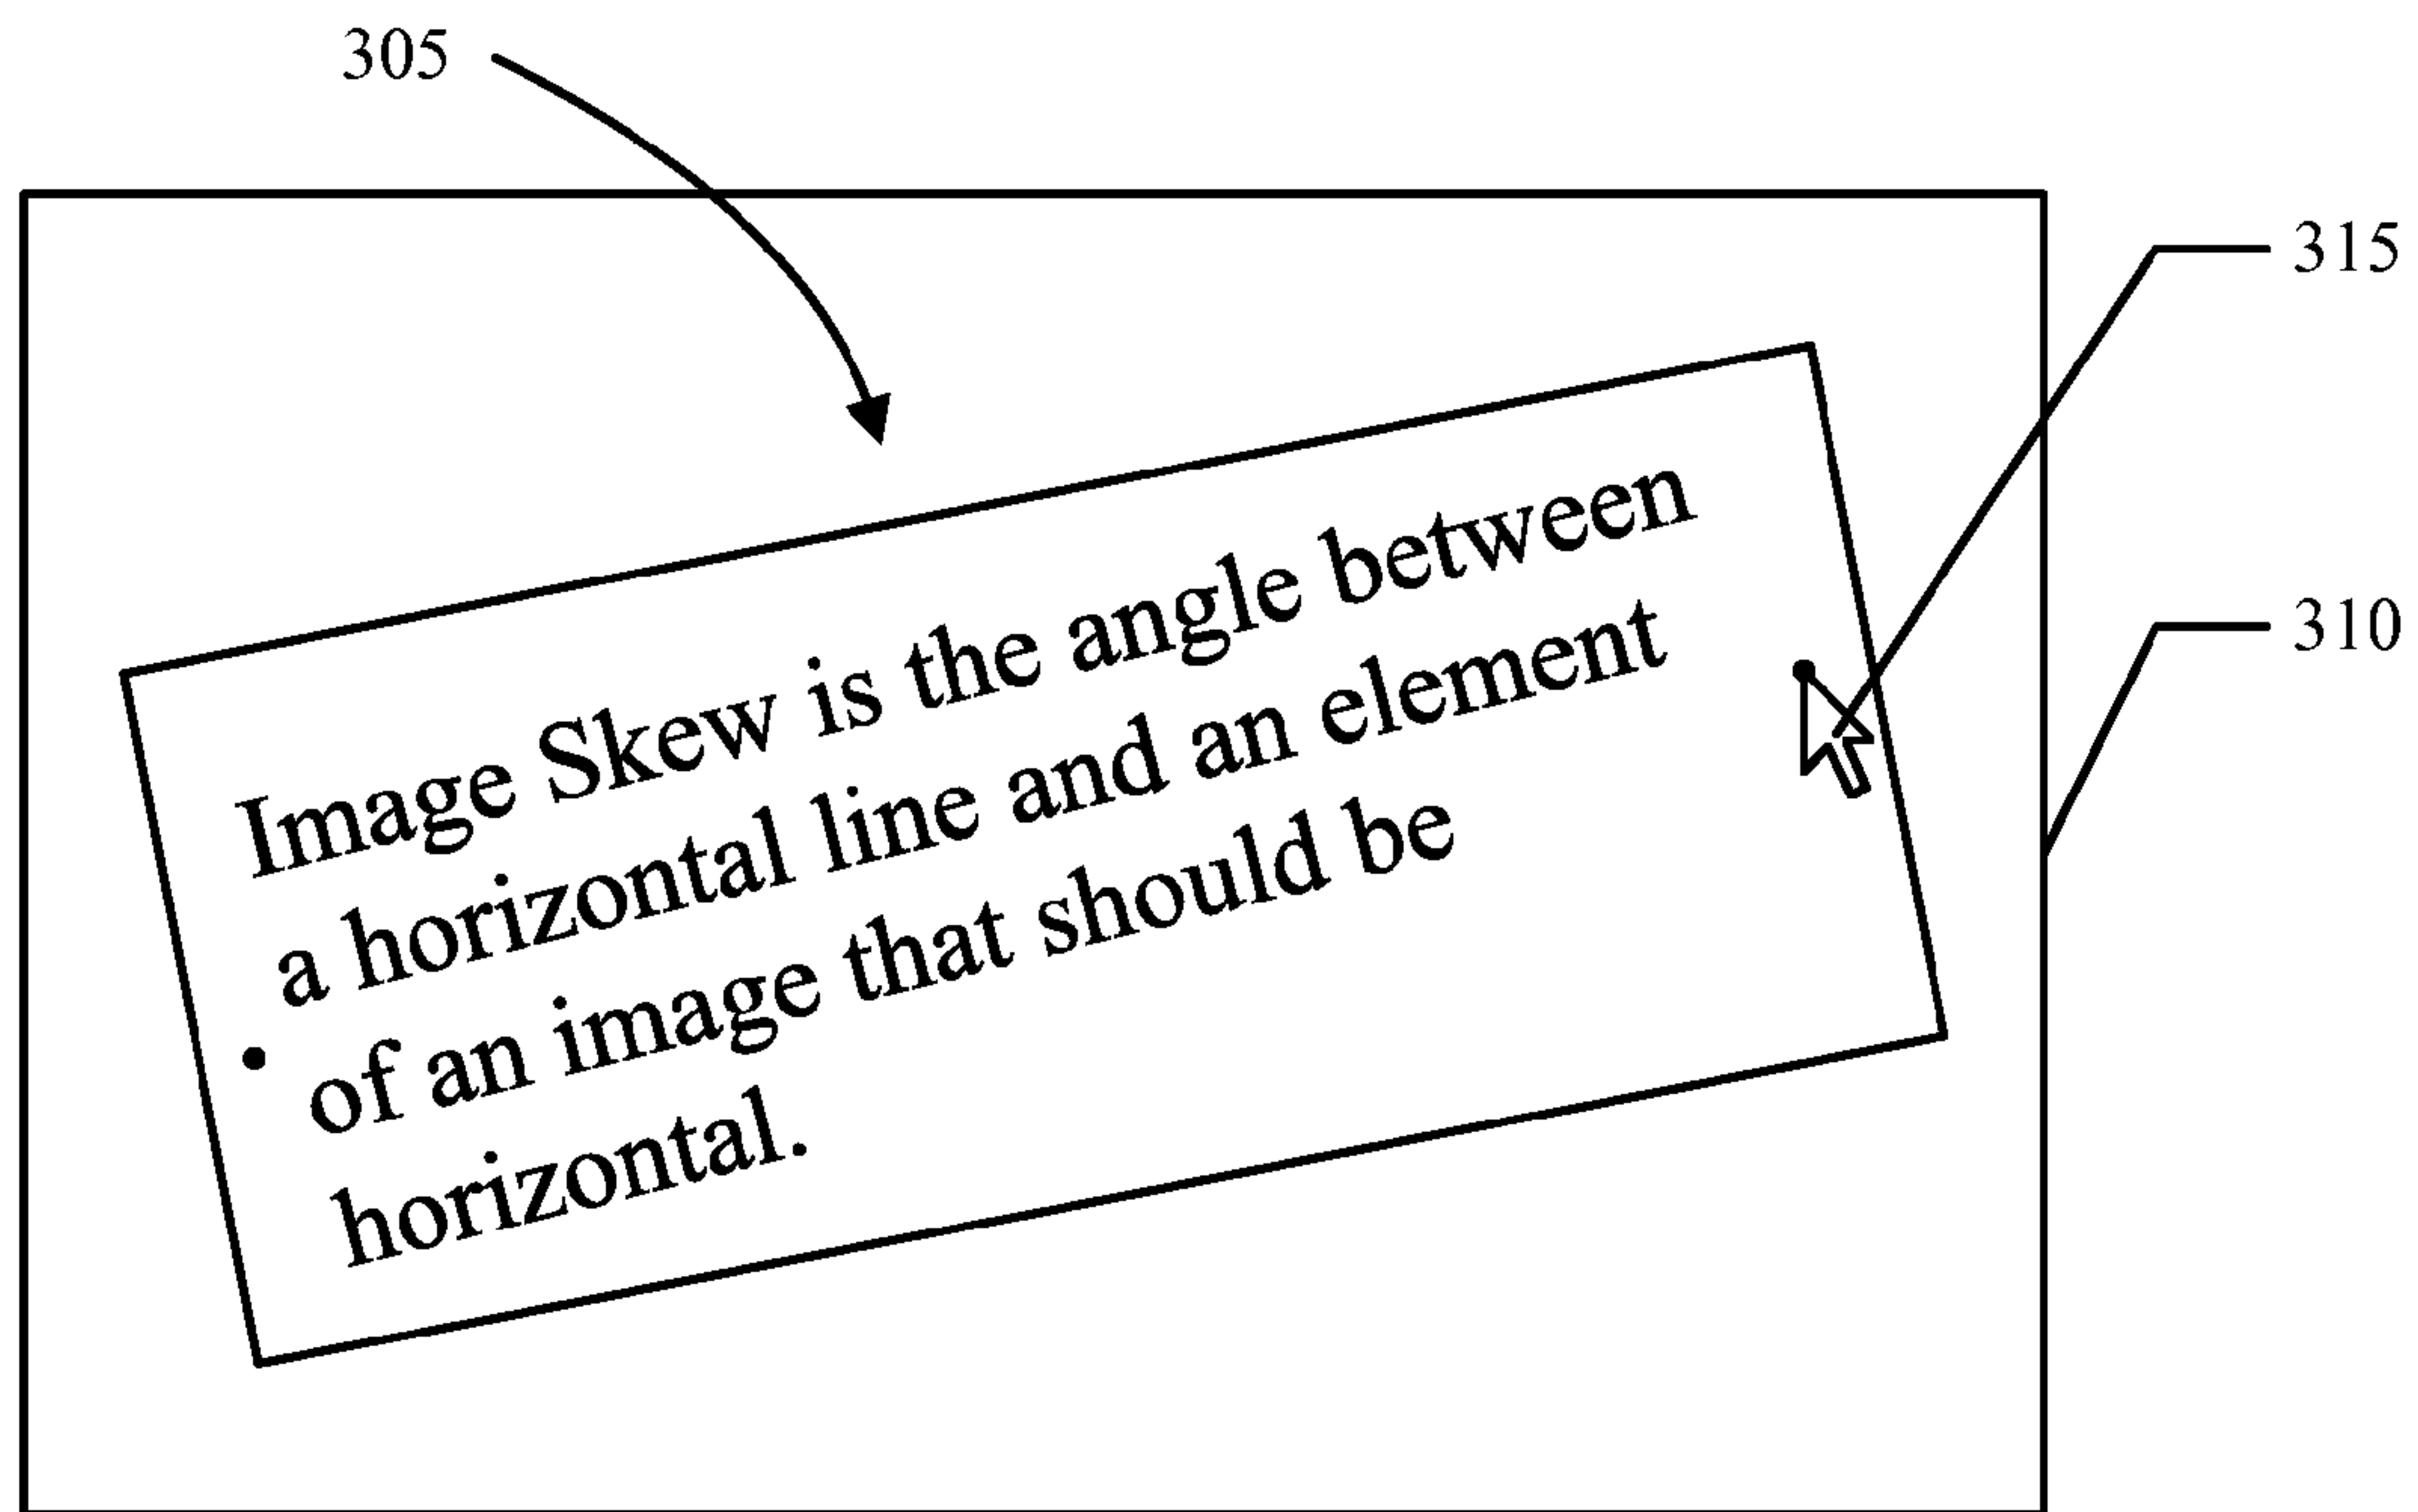 305
315
310
Image Skew is the angle between
a horizontal line and an element
of an image that should be
horizontal.